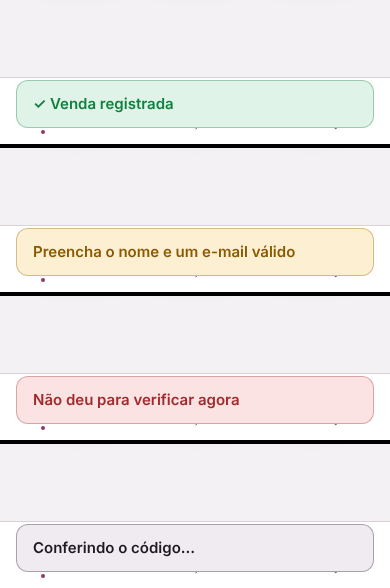 ✓ Venda registrada
Preencha o nome e um e-mail válido
Não deu para verificar agora
Conferindo o código...